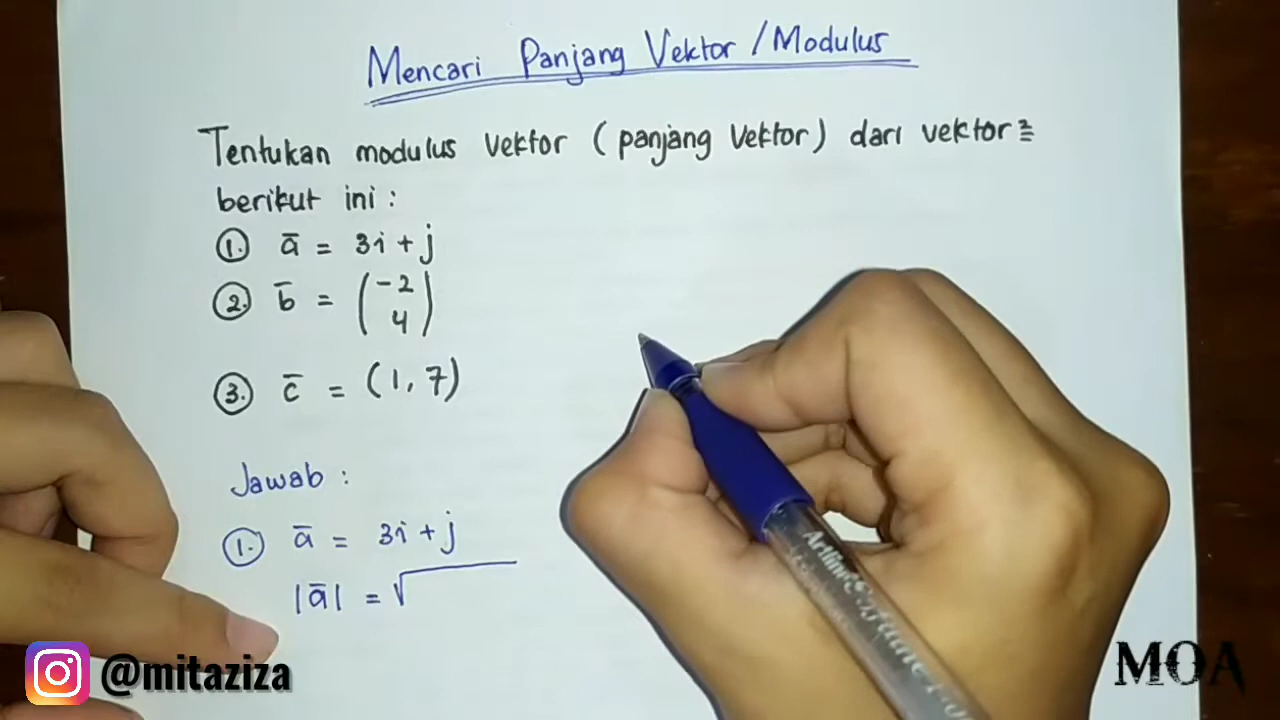 Mencari Panjang Vektor / Modulus
Tentukan modulus vektor (panjang vektor) dari vektor²
berikut ini :
1. a̅ = 3i + j
2. b̅ = (-2
4)
3. c̅ = (1, 7)
Jawab :
1. a̅ = 3i + j
|a̅| = √
Artline
@mitaziza
MOA